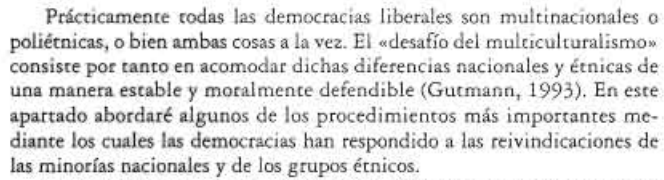 Prácticamente todas las democracias liberales son multinacionales o
poliétnicas, o bien ambas cosas a la vez. El «desafío del multiculturalismo»
consiste por tanto en acomodar dichas diferencias nacionales y étnicas de
una manera estable y moralmente defendible (Gutmann, 1993). En este
apartado abordaré algunos de los procedimientos más importantes me-
diante los cuales las democracias han respondido a las reivindicaciones de
las minorías nacionales y de los grupos étnicos.